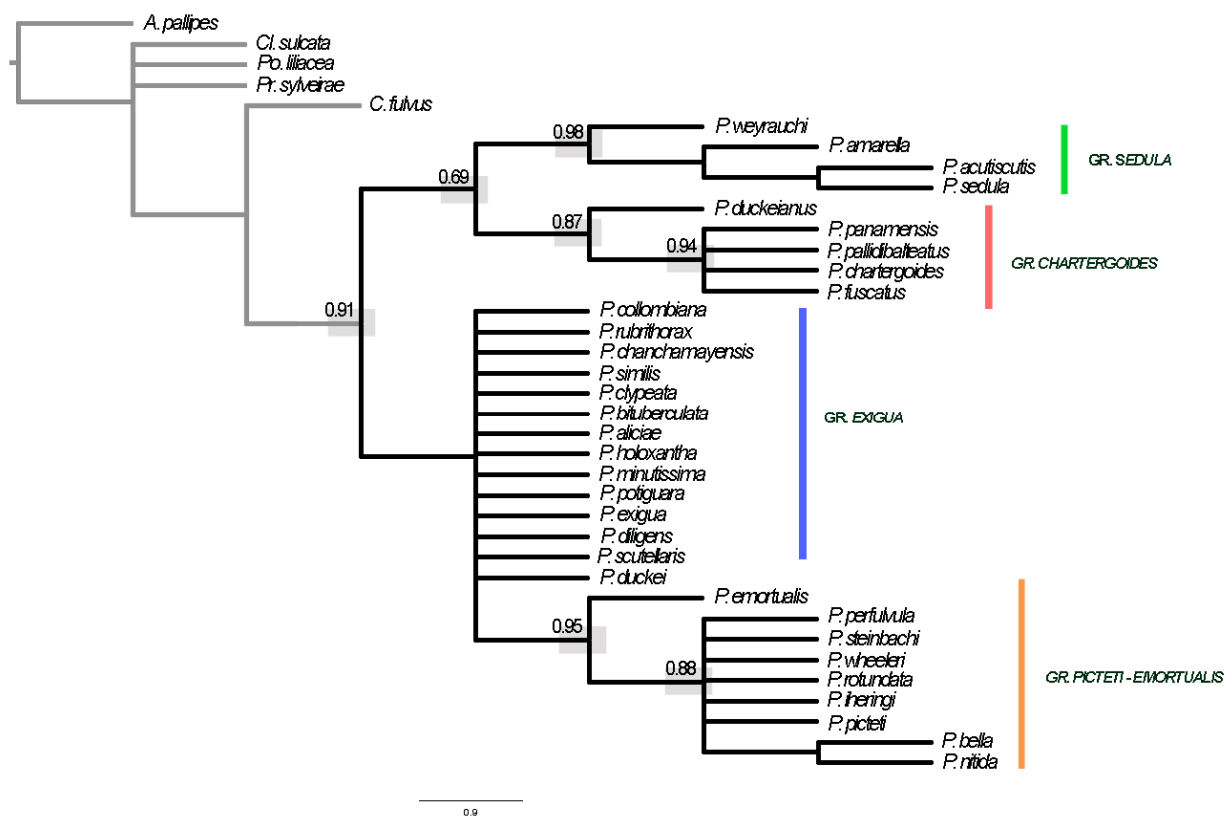 A. pallipes
Cl. sulcata
Po. liliacea
Pr. sylveirae
C. fulvus
P. weyrauchi
0.98
P. amarella
P. acutiscutis
GR. SEDULA
0.69
P. sedula
P. duckeianus
0.87
P. panamensis
0.94
P. pallidibalteatus
GR. CHARTERGOIDES
P. chartergoides
P. fuscatus
0.91
P. collombiana
P. rubrithorax
P. chanchamayensis
P. similis
P. clypeata
P. bituberculata
GR. EXIGUA
P. aliciae
P. holoxantha
P. minutissima
P. potiguara
P. exigua
P. diligens
P. scutellaris
P. duckei
P. emortualis
0.95
P. perfulvula
P. steinbachi
P. wheeleri
0.88
P. rotundata
GR. PICTETI - EMORTUALIS
P. iheringi
P. picteti
P. bella
P. nitida
0.9